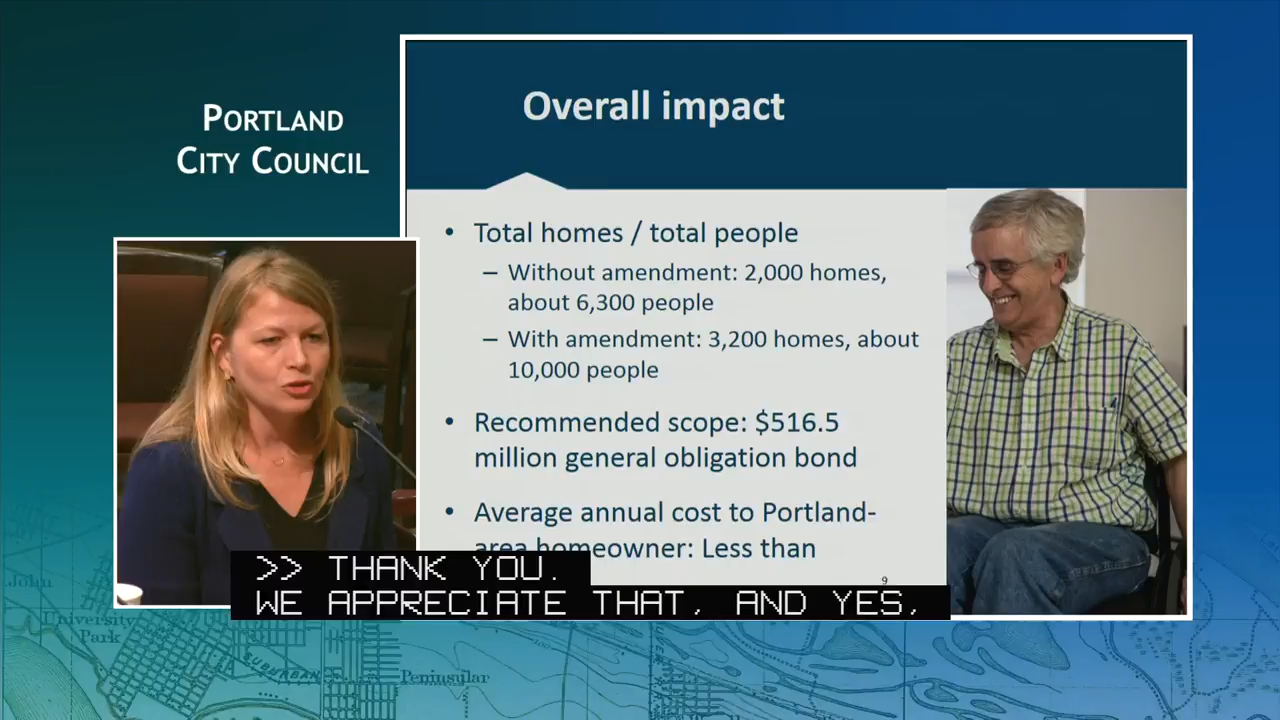 PORTLAND
CITY COUNCIL
Overall impact
• Total homes / total people
– Without amendment: 2,000 homes,
about 6,300 people
– With amendment: 3,200 homes, about
10,000 people
• Recommended scope: $516.5
million general obligation bond
• Average annual cost to Portland-
area homeowner: Less than
9
>> THANK YOU.
WE APPRECIATE THAT, AND YES,
John
University
Park
SUBURBAN
Peninsular